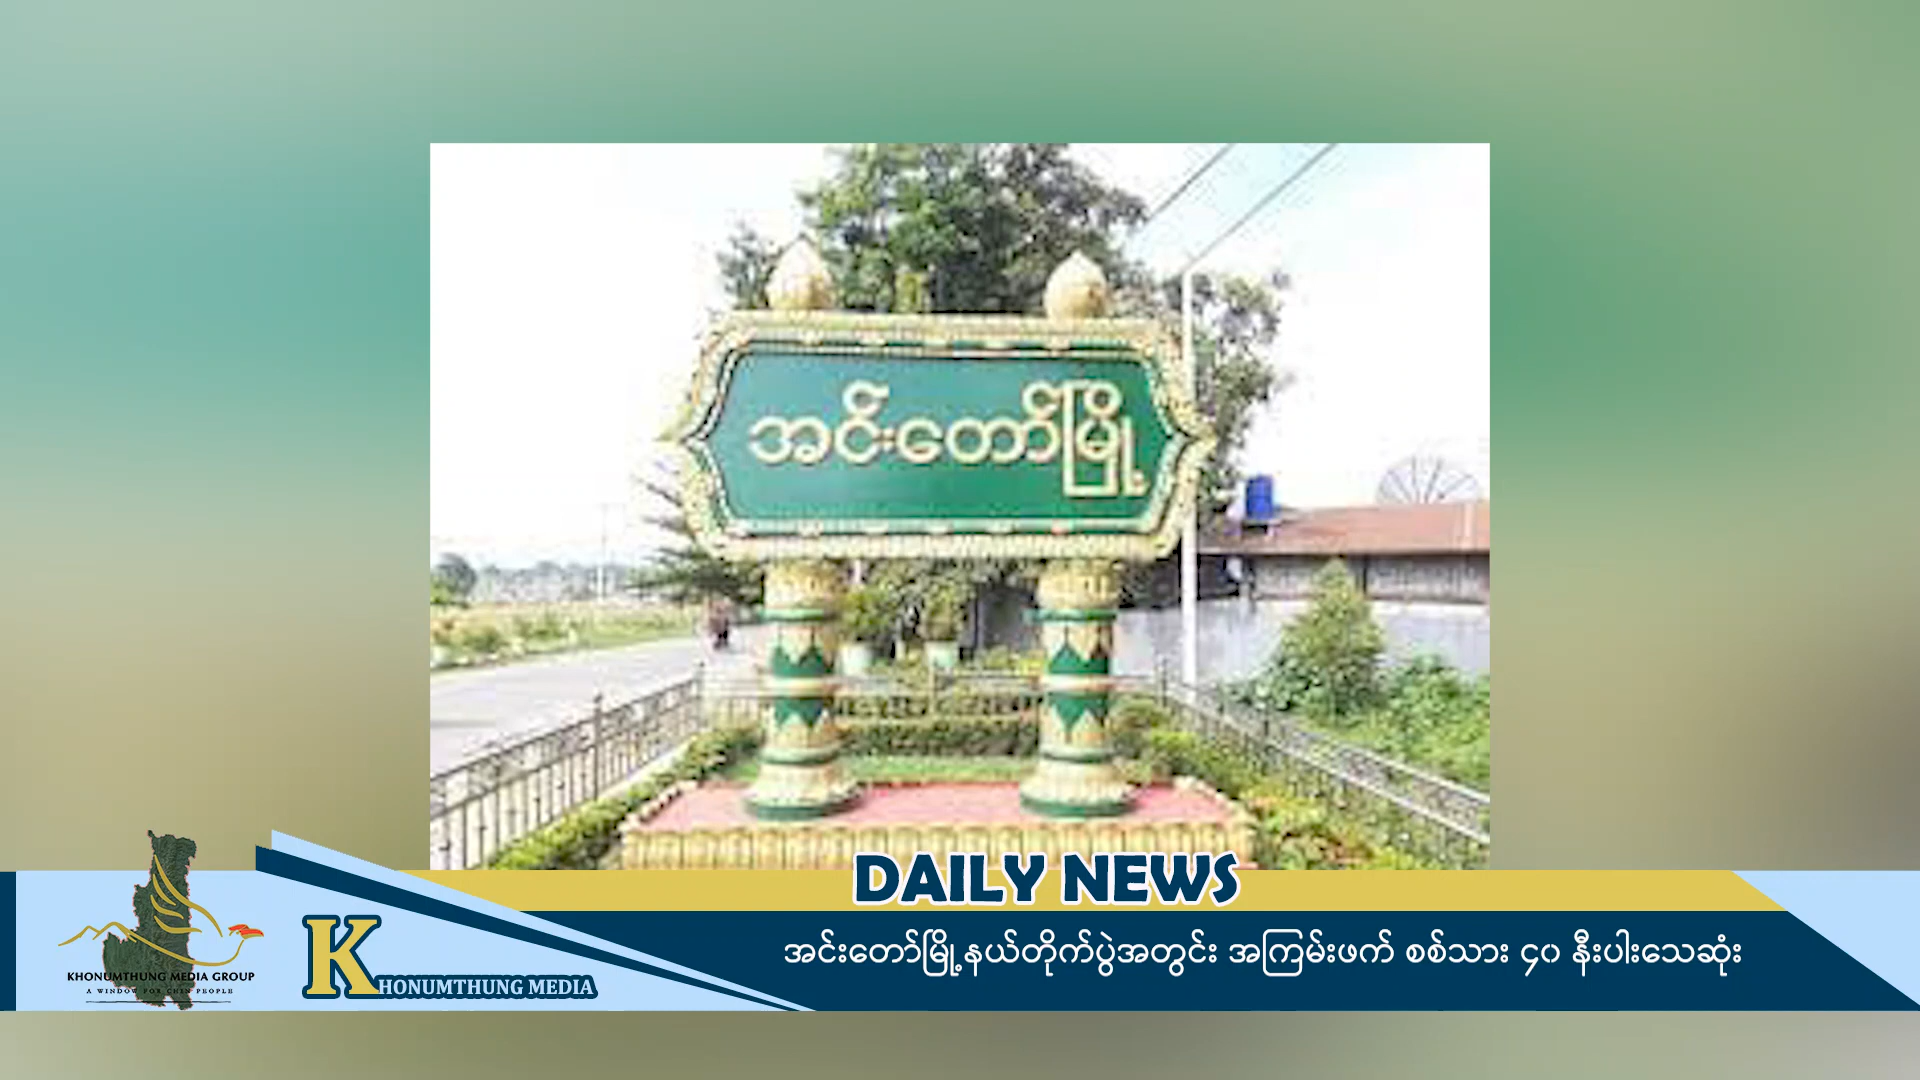 အင်းတော်မြို့
DAILY NEWS
အင်းတော်မြို့နယ်တိုက်ပွဲအတွင်း အကြမ်းဖက် စစ်သား ၄၀ နီးပါးသေဆုံး
KHONUMTHUNG MEDIA GROUP
A WINDOW FOR CHIN PEOPLE
KHONUMTHUNG MEDIA